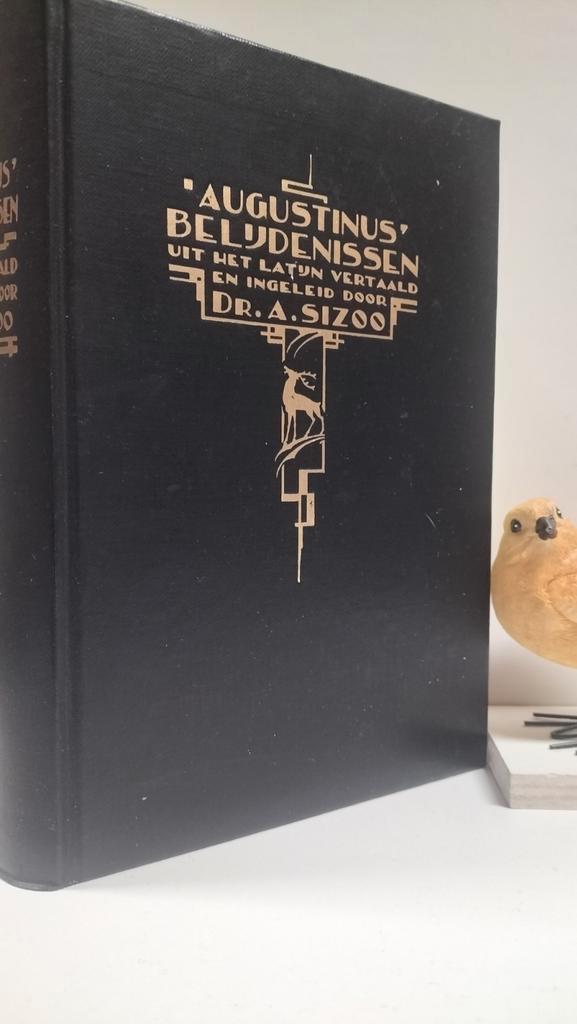 'AUGUSTINUS'
BELIJDENISSEN
UIT HET LATIJN VERTAALD
EN INGELEID DOOR
DR. A. SIZOO